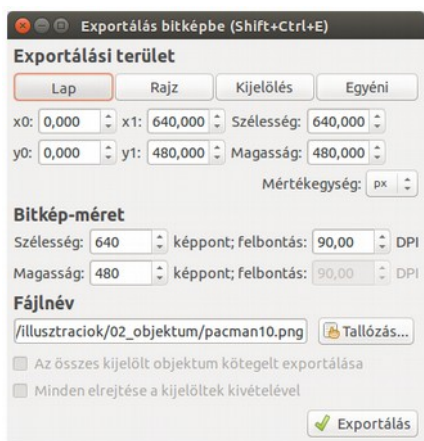 Exportálás bitképbe (Shift+Ctrl+E)
Exportálási terület
Lap Rajz Kijelölés Egyéni
x0: 0,000 x1: 640,000 Szélesség: 640,000
y0: 0,000 y1: 480,000 Magasság: 480,000
Mértékegység: px
Bitkép-méret
Szélesség: 640 képpont; felbontás: 90,00 DPI
Magasság: 480 képpont; felbontás: 90,00 DPI
Fájlnév
/illusztraciok/02_objektum/pacman10.png Tallózás...
Az összes kijelölt objektum kötegelt exportálása
Minden elrejtése a kijelöltek kivételével
Exportálás